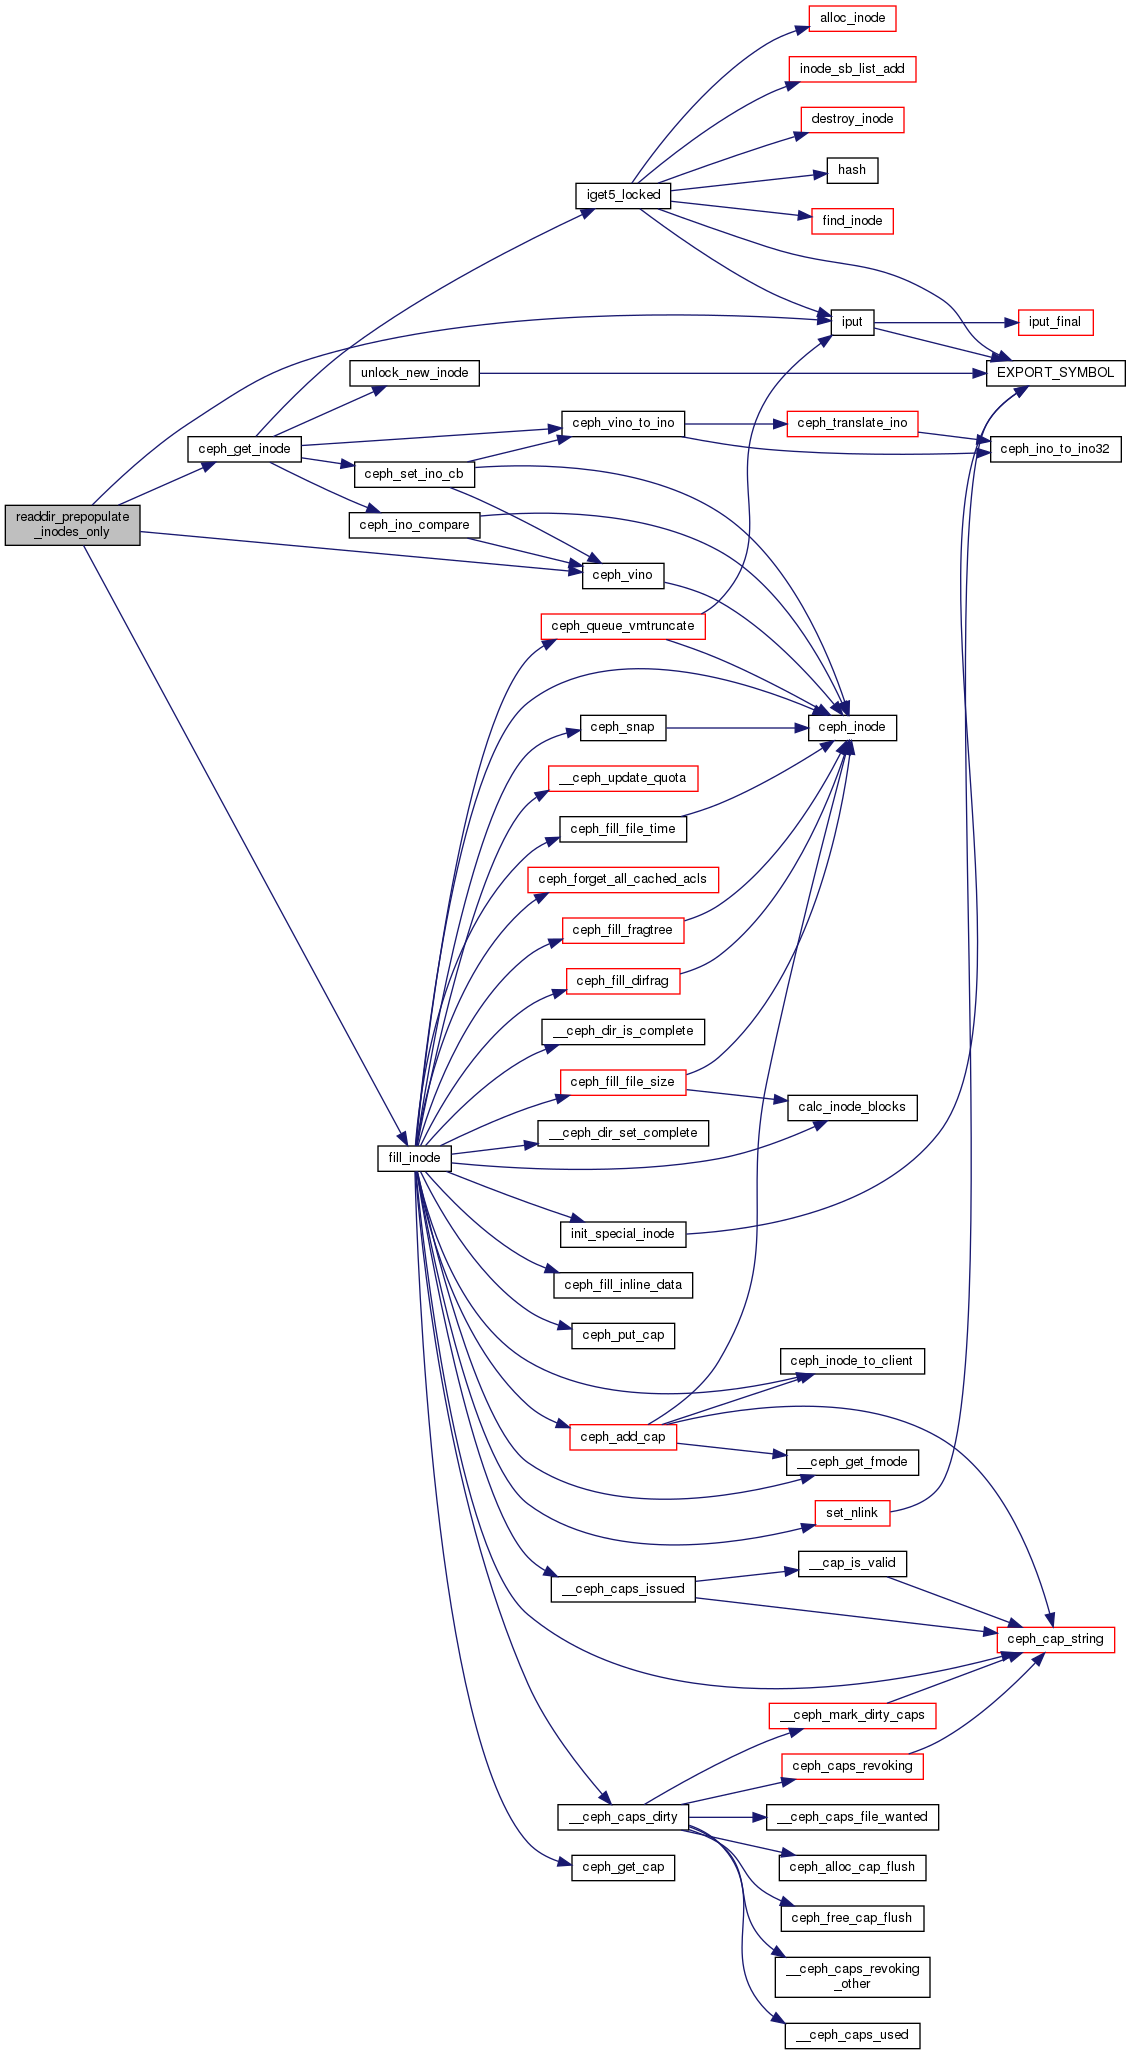 alloc_inode
inode_sb_list_add
destroy_inode
hash
iget5_locked
find_inode
iput
iput_final
unlock_new_inode
EXPORT_SYMBOL
ceph_vino_to_ino
ceph_translate_ino
ceph_get_inode
ceph_ino_to_ino32
ceph_set_ino_cb
readdir_prepopulate
_inodes_only
ceph_ino_compare
ceph_vino
ceph_queue_vmtruncate
ceph_snap
ceph_inode
__ceph_update_quota
ceph_fill_file_time
ceph_forget_all_cached_acls
ceph_fill_fragtree
ceph_fill_dirfrag
__ceph_dir_is_complete
ceph_fill_file_size
calc_inode_blocks
__ceph_dir_set_complete
fill_inode
init_special_inode
ceph_fill_inline_data
ceph_put_cap
ceph_inode_to_client
ceph_add_cap
__ceph_get_fmode
set_nlink
__cap_is_valid
__ceph_caps_issued
ceph_cap_string
__ceph_mark_dirty_caps
ceph_caps_revoking
__ceph_caps_dirty
__ceph_caps_file_wanted
ceph_get_cap
ceph_alloc_cap_flush
ceph_free_cap_flush
__ceph_caps_revoking
_other
__ceph_caps_used